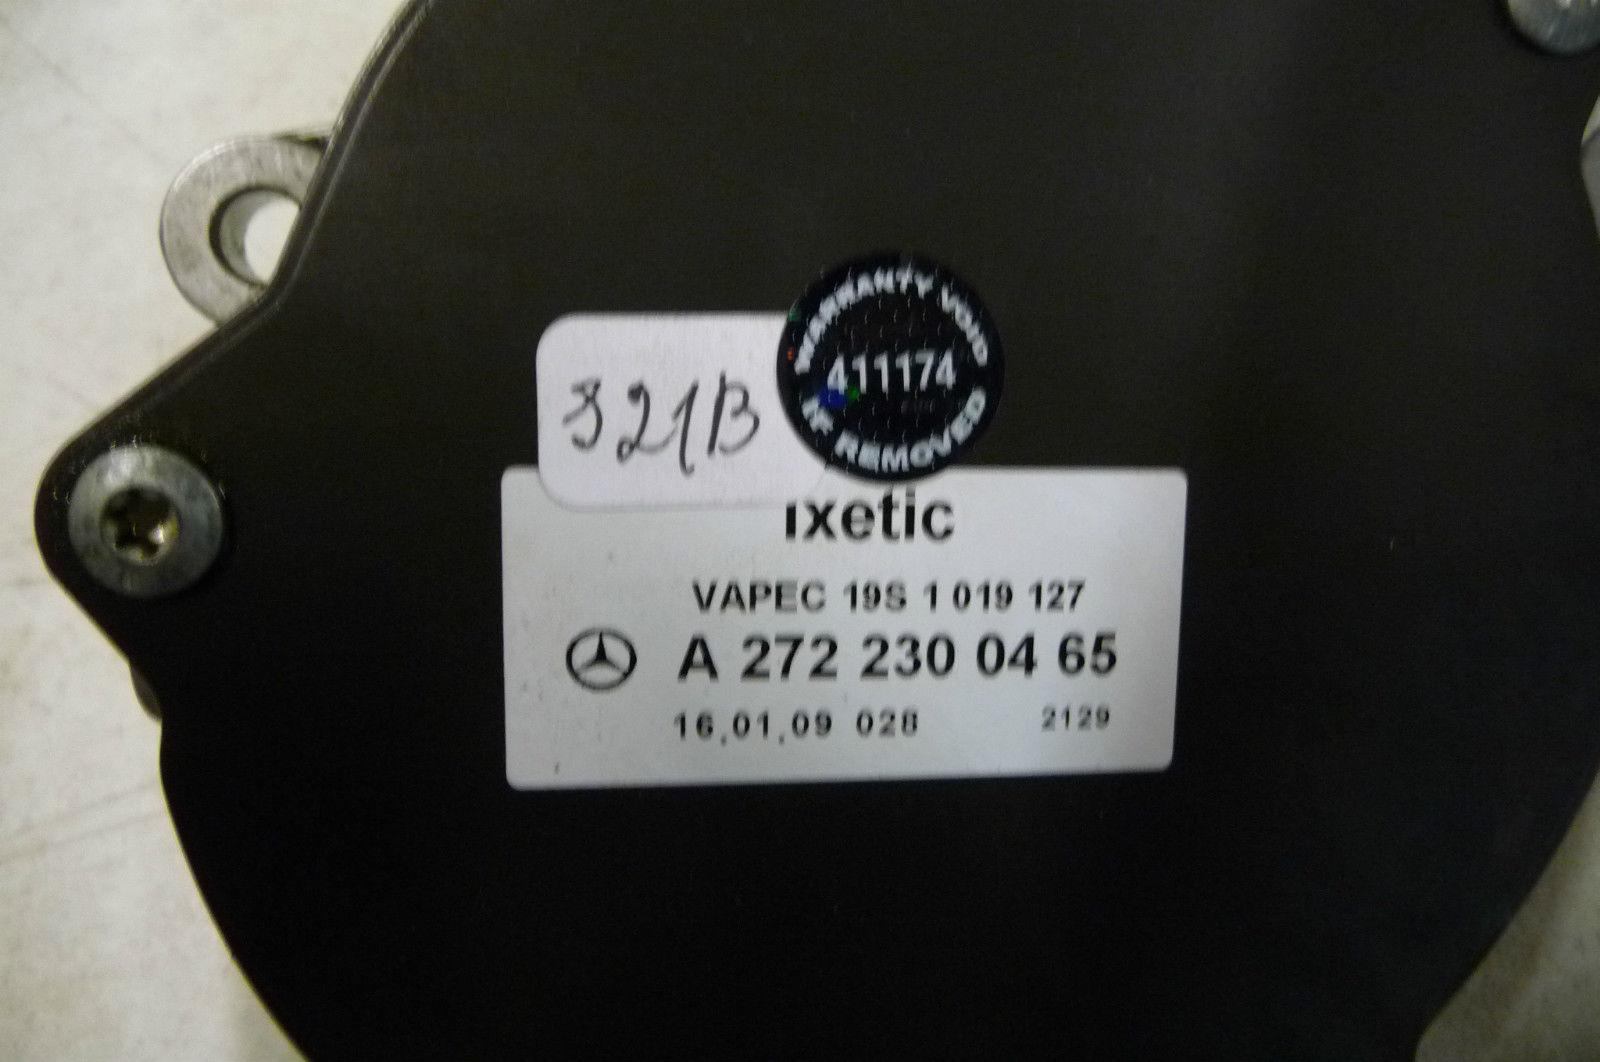 WARRANTY VOID
411174
IF REMOVED
321B
ixetic
VAPEC 19S 1 019 127
A 272 230 04 65
16.01.09 028 2129